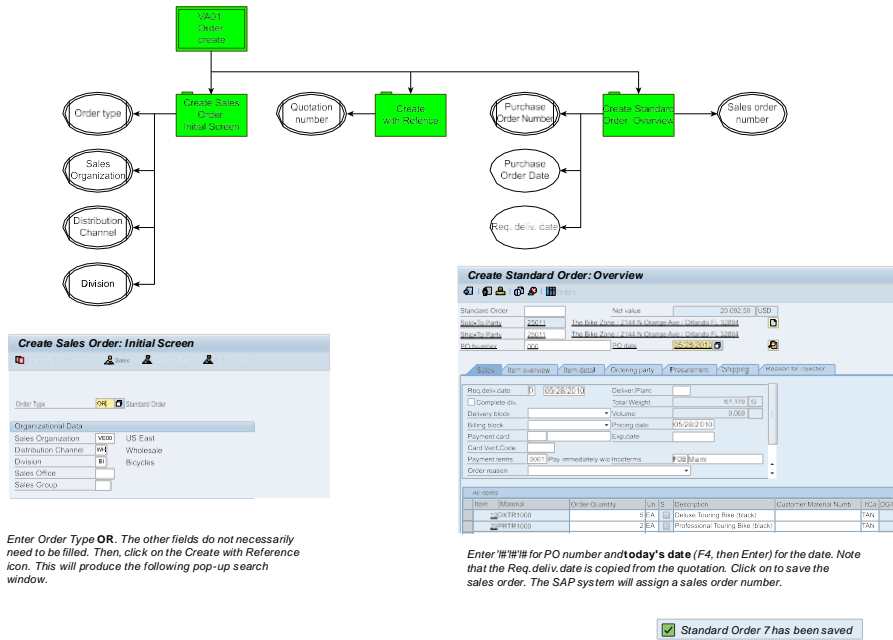 VA01
Order
create
Order type
Create Sales
Order
Initial Screen
Quotation
number
Create
with Refence
Purchase
Order Number
Create Standard
Order: Overview
Sales order
number
Sales
Organization
Purchase
Order Date
Distribution
Channel
Req. deliv. date
Division
Create Sales Order: Initial Screen
Sales
Order Type OR Standard Order
Organizational Data
Sales Organization VE00 US East
Distribution Channel WH Wholesale
Division BI Bicycles
Sales Office
Sales Group
Enter Order Type OR. The other fields do not necessarily
need to be filled. Then, click on the Create with Reference
icon. This will produce the following pop-up search
window.
Create Standard Order: Overview
Standard Order Net value 20.092,50 USD
Sold-To Party 25011 The Bike Zone / 2144 N Orange Ave / Orlando FL 32804
Ship-To Party 25011 The Bike Zone / 2144 N Orange Ave / Orlando FL 32804
PO Number 000 PO date 05/28/2010
Sales Item overview Item detail Ordering party Procurement Shipping Reason for rejection
Req.deliv.date D 05/28/2010 Deliver.Plant
Complete dlv. Total Weight G
Delivery block Volume 0.000
Billing block Pricing date 05/28/2010
Payment card Exp.date
Card Verif.Code
Payment terms 0001 Pay immediately w/o Incoterms FOB Miami
Order reason
All items
Item Material Order Quantity Un S Description Customer Material Numb ItCa
10 DXTR1000 5 EA Deluxe Touring Bike (black) TAN
20 PRTR1000 2 EA Professional Touring Bike (black) TAN
Enter '#'#'#'# for PO number and today's date (F4, then Enter) for the date. Note
that the Req.deliv.date is copied from the quotation. Click on to save the
sales order. The SAP system will assign a sales order number.
Standard Order 7 has been saved